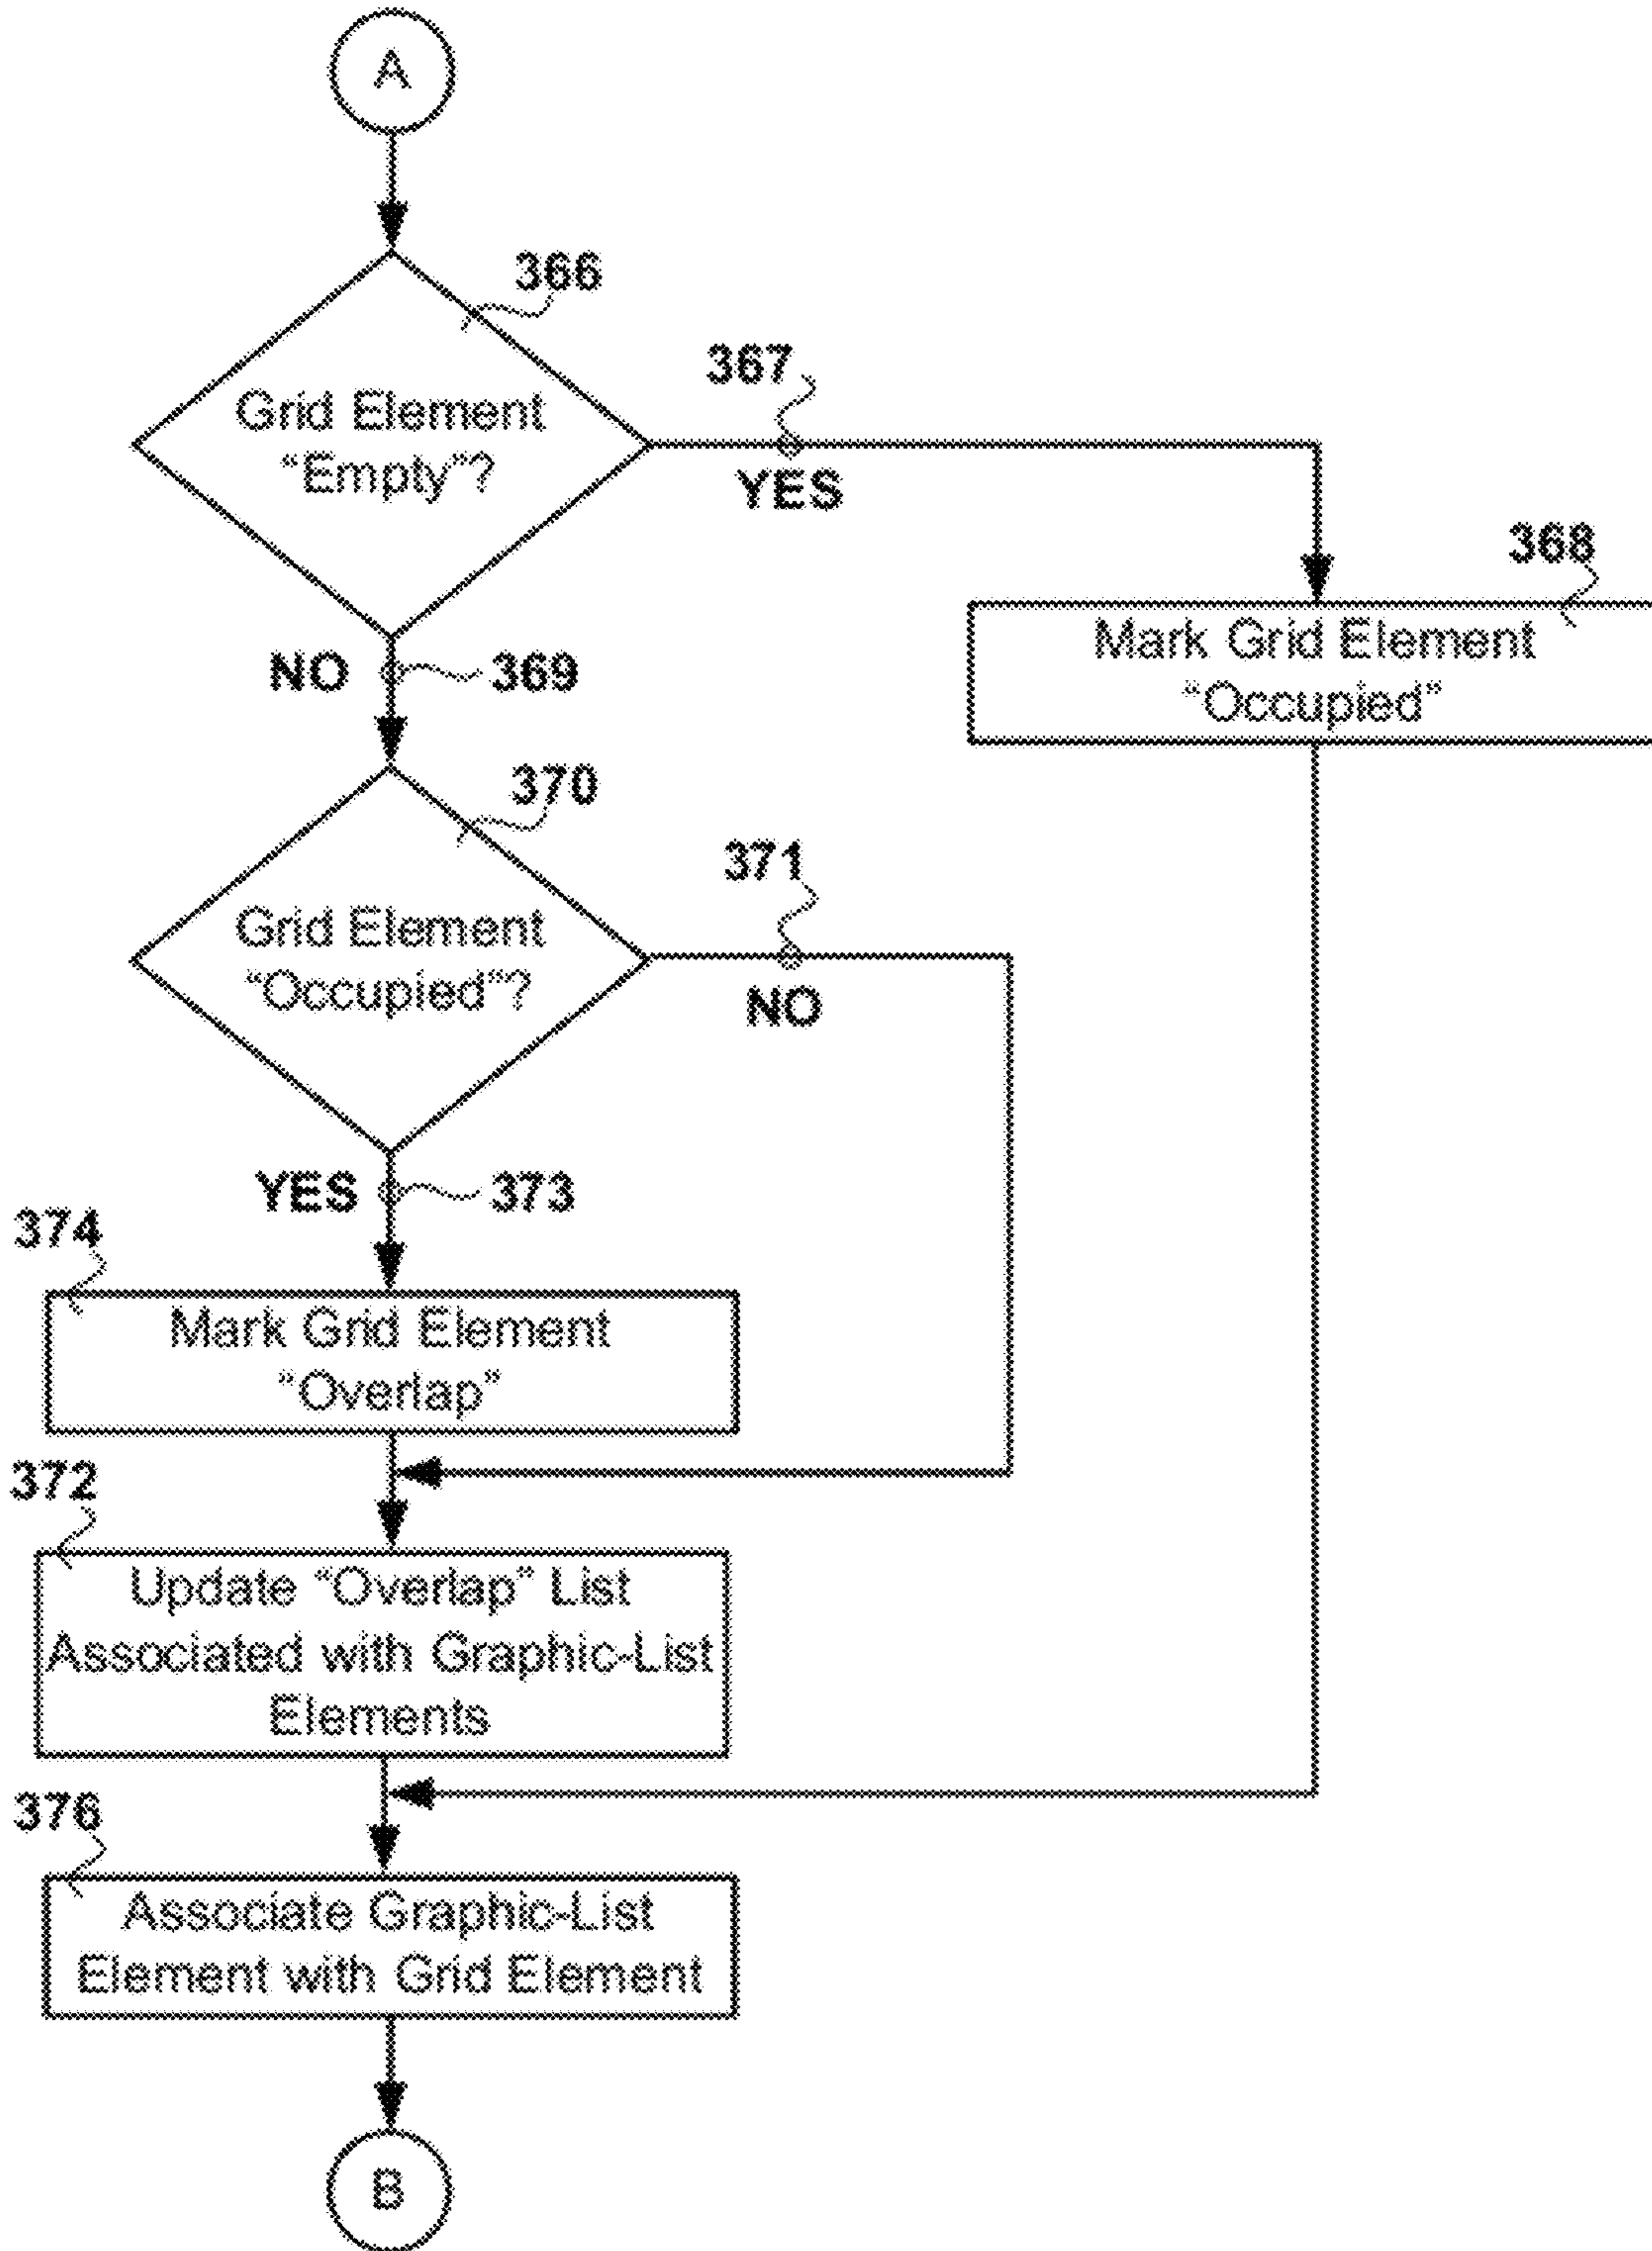 A
366
Grid Element
“Empty”?
367
YES
368
Mark Grid Element
“Occupied”
NO
369
370
Grid Element
“Occupied”?
371
NO
YES
373
374
Mark Grid Element
“Overlap”
372
Update “Overlap” List
Associated with Graphic-List
Elements
376
Associate Graphic-List
Element with Grid Element
B